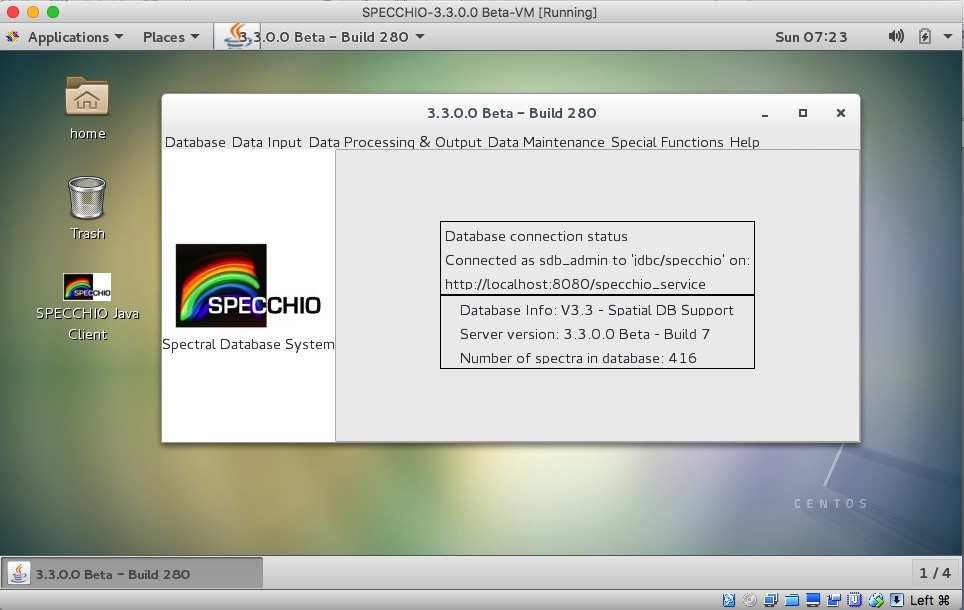 SPECCHIO-3.3.0.0 Beta-VM [Running]
Applications Places 3.3.0.0 Beta – Build 280 Sun 07:23
home
Trash
SPECCHIO
SPECCHIO Java
Client
3.3.0.0 Beta – Build 280
Database Data Input Data Processing & Output Data Maintenance Special Functions Help
SPECCHIO
Spectral Database System
Database connection status
Connected as sdb_admin to 'jdbc/specchio' on:
http://localhost:8080/specchio_service
Database Info: V3.3 - Spatial DB Support
Server version: 3.3.0.0 Beta - Build 7
Number of spectra in database: 416
7
CENTOS
3.3.0.0 Beta – Build 280
1 / 4
Left ⌘